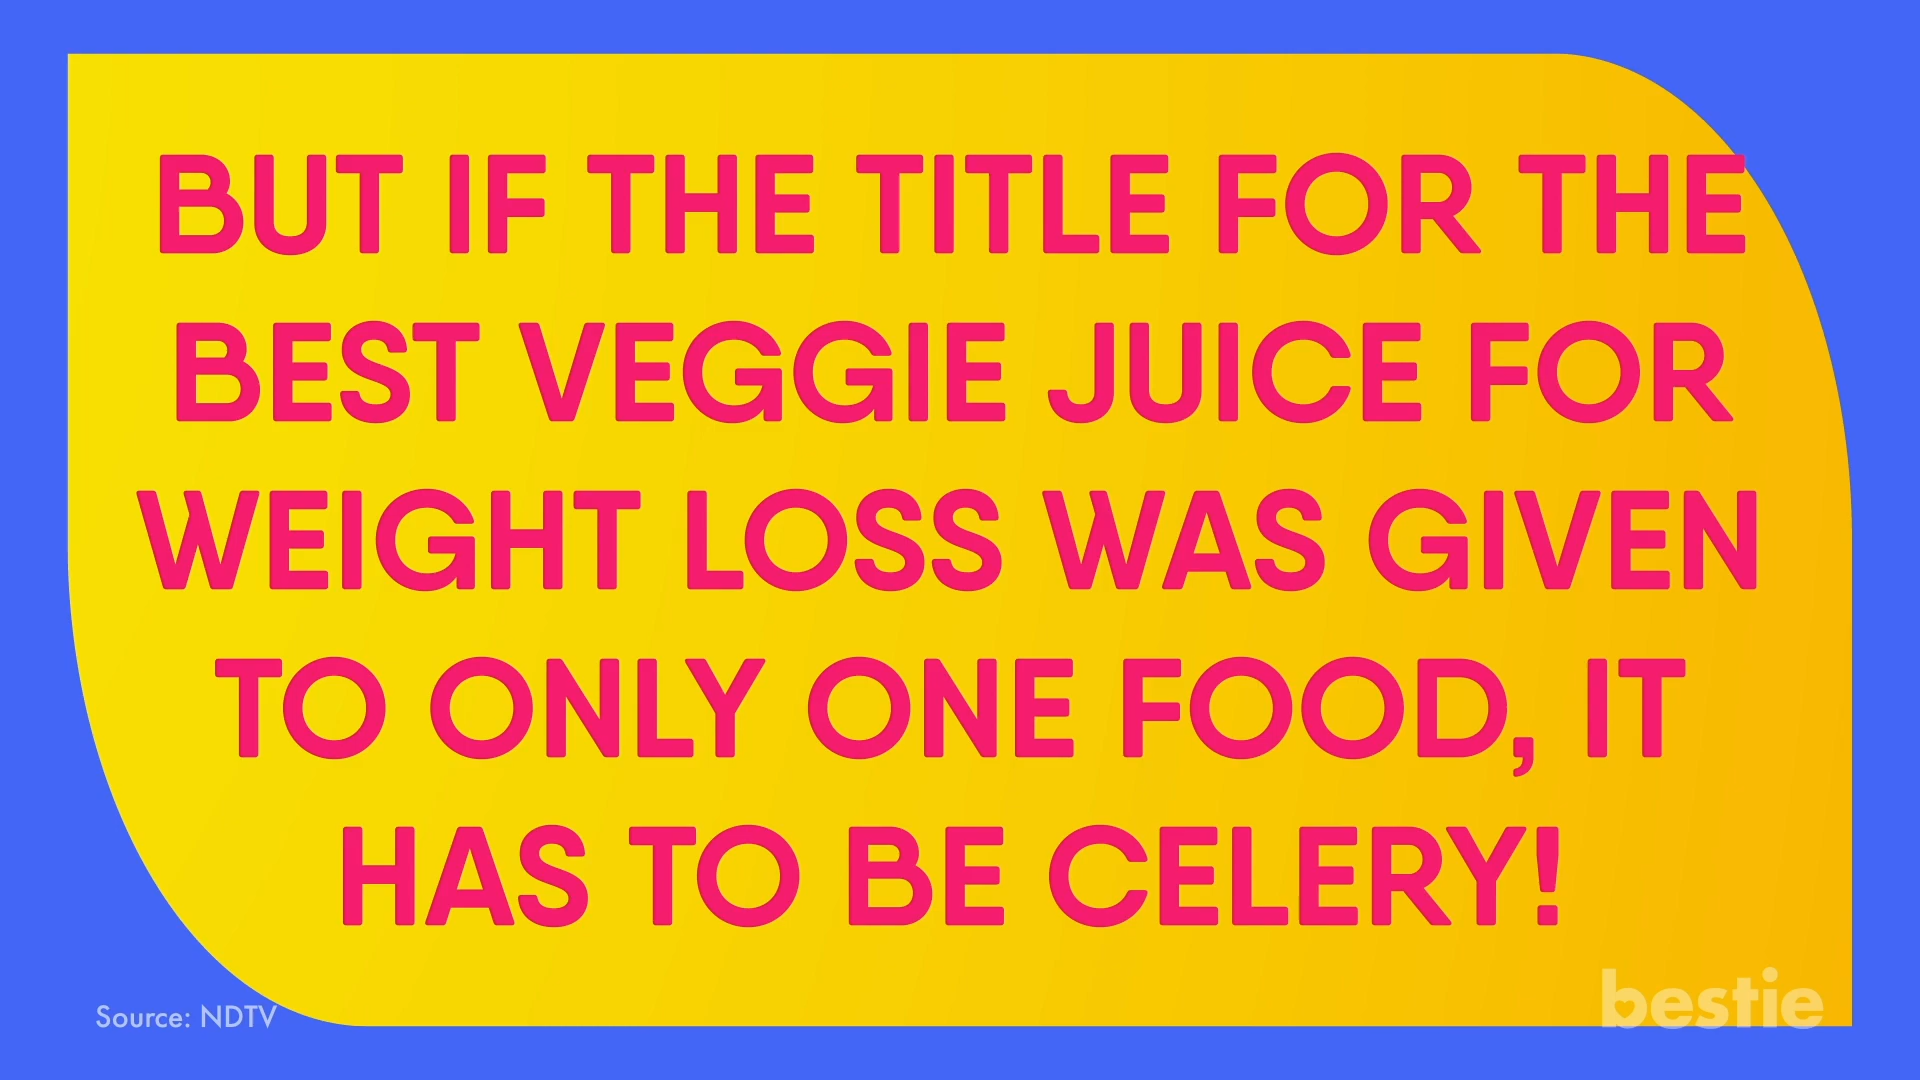 BUT IF THE TITLE FOR THE
BEST VEGGIE JUICE FOR
WEIGHT LOSS WAS GIVEN
TO ONLY ONE FOOD, IT
HAS TO BE CELERY!
Source: NDTV
bestie